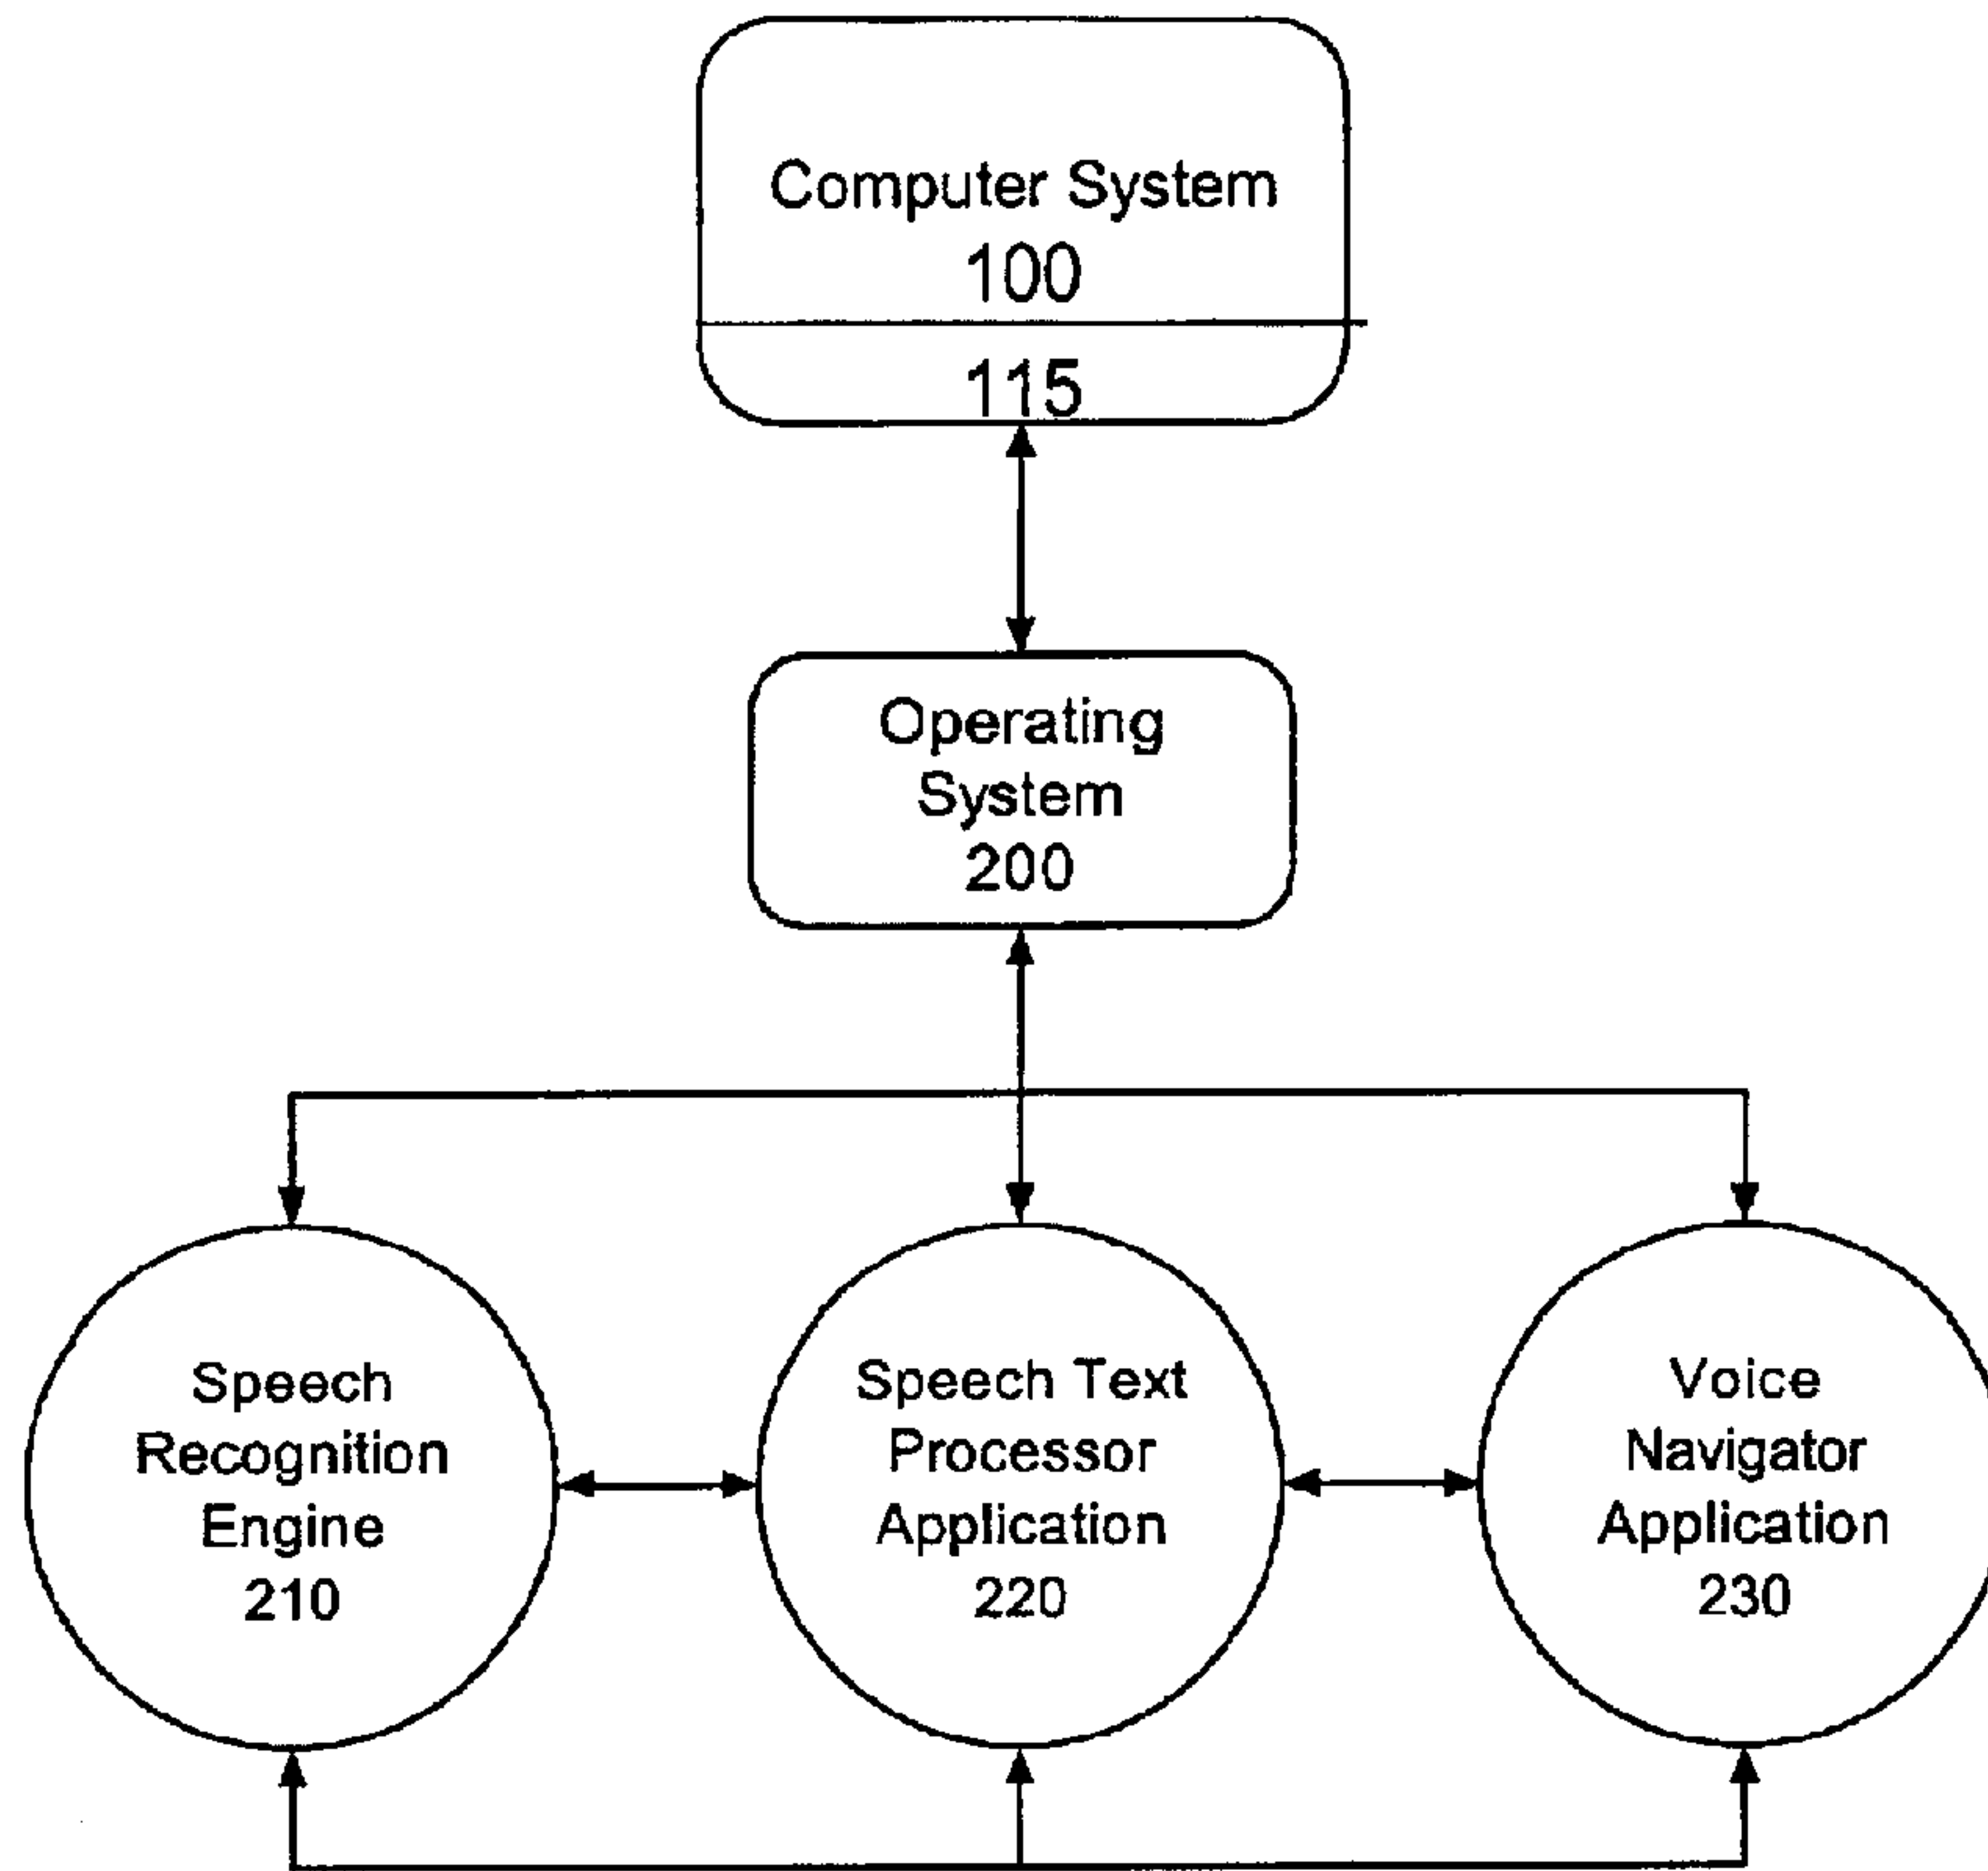 Computer System
100
115
Operating
System
200
Speech
Recognition
Engine
210
Speech Text
Processor
Application
220
Voice
Navigator
Application
230